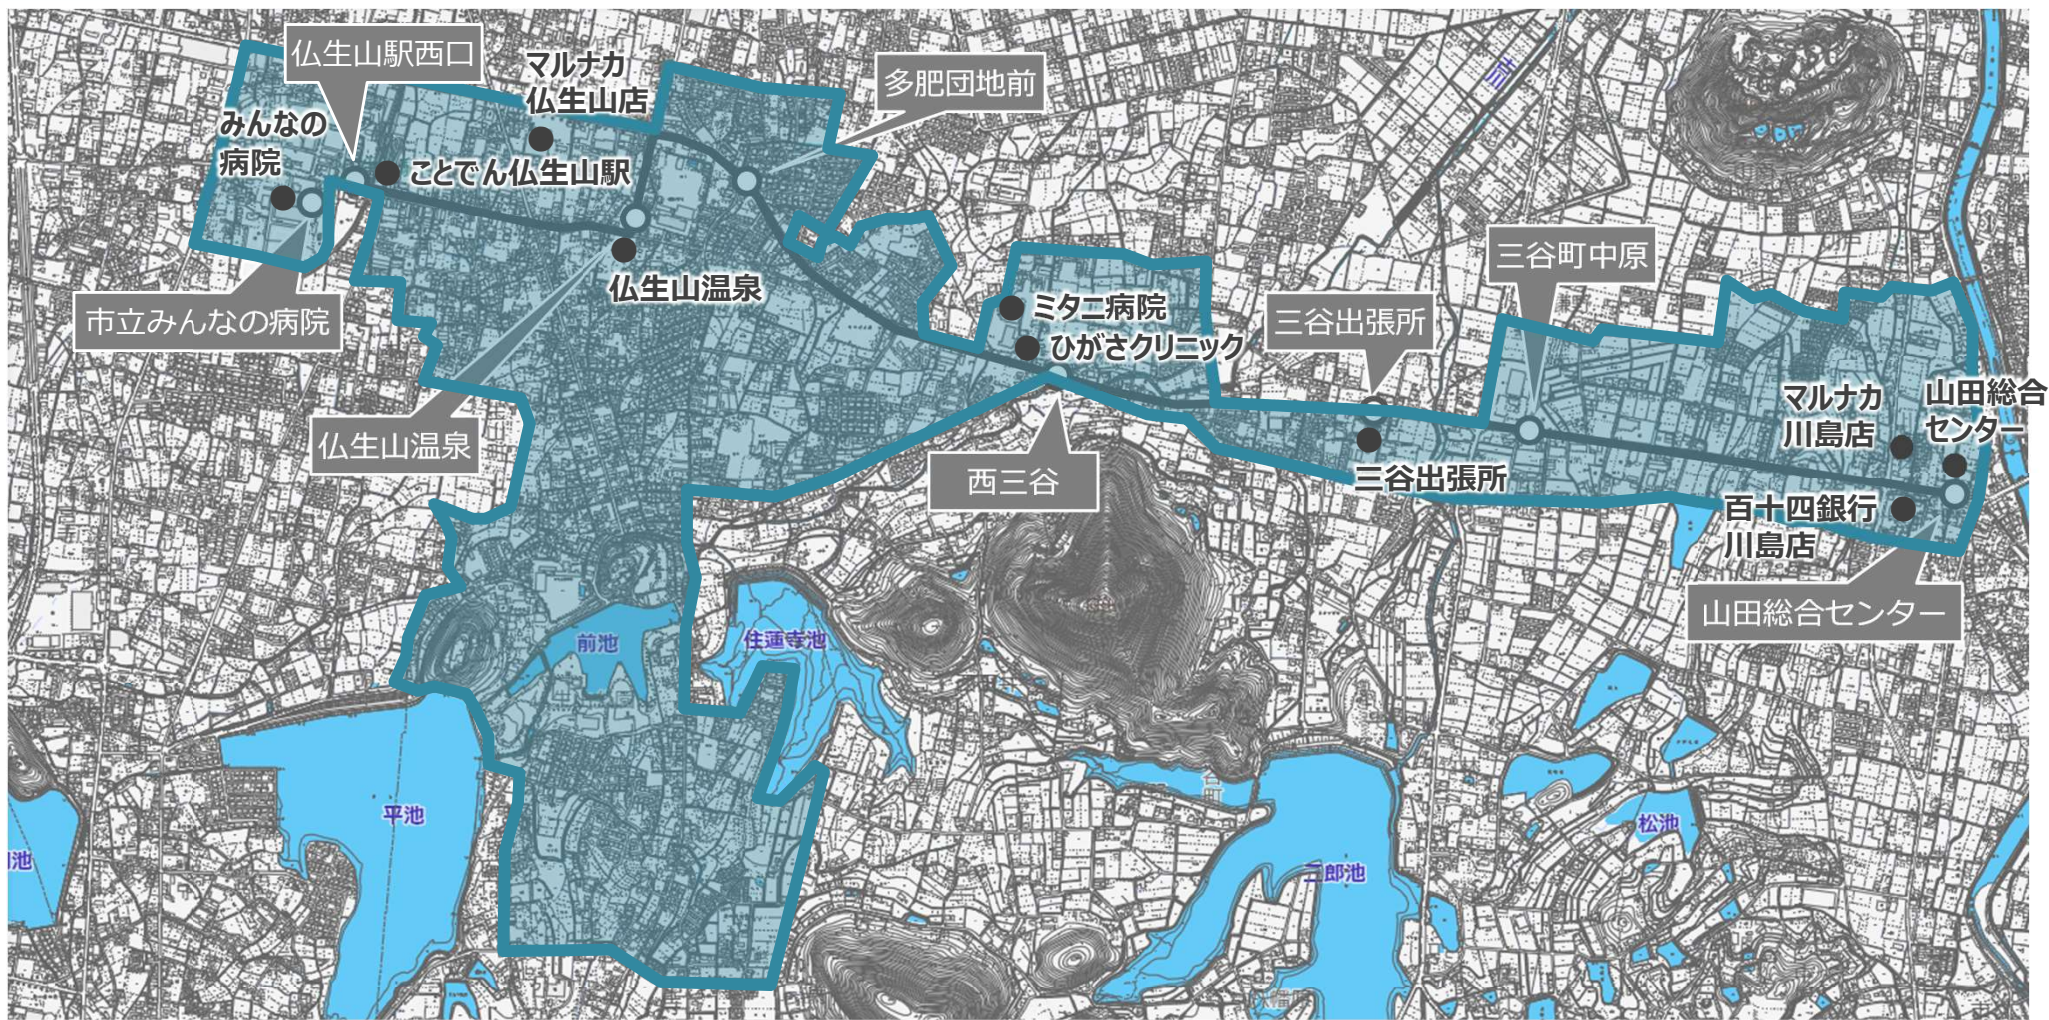 仏生山駅西口
マルナカ
仏生山店
多肥団地前
みんなの
病院
ことでん仏生山駅
仏生山温泉
市立みんなの病院
仏生山温泉
ミタニ病院
ひがさクリニック
西三谷
三谷出張所
三谷出張所
三谷町中原
マルナカ
川島店
山田総合
センター
百十四銀行
川島店
山田総合センター
前池
住蓮寺池
平池
三郎池
松池